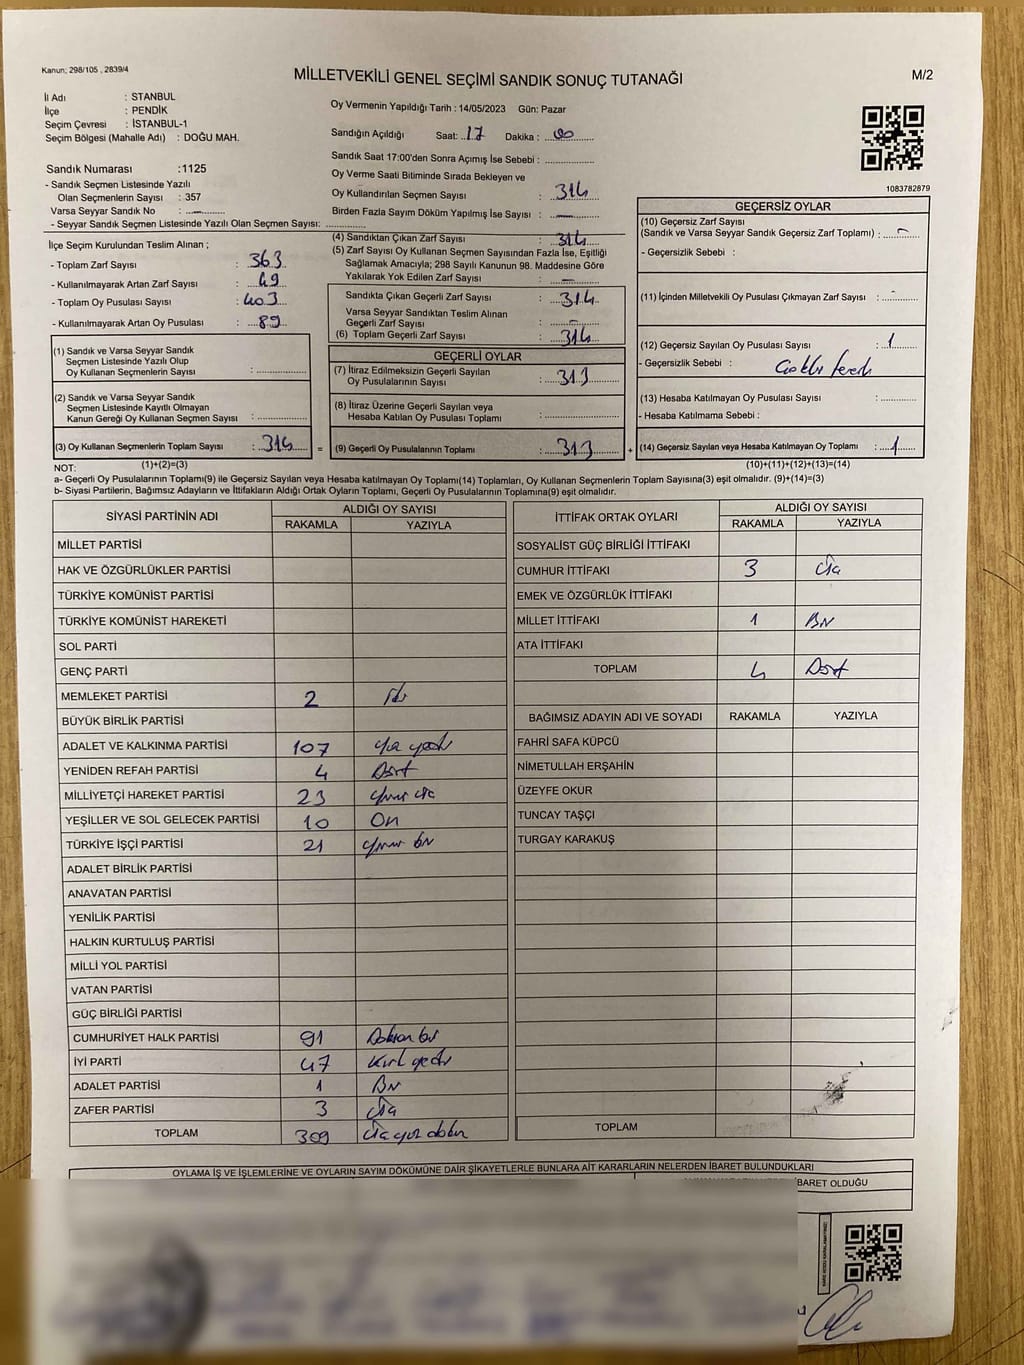 Kanun; 298/105 , 2839/4
MİLLETVEKİLİ GENEL SEÇİMİ SANDIK SONUÇ TUTANAĞI
M/2
İl Adı : STANBUL
İlçe : PENDİK
Seçim Çevresi : İSTANBUL-1
Seçim Bölgesi (Mahalle Adı) : DOĞU MAH.
Sandık Numarası :1125
- Sandık Seçmen Listesinde Yazılı
Olan Seçmenlerin Sayısı : 357
Varsa Seyyar Sandık No :
- Seyyar Sandık Seçmen Listesinde Yazılı Olan Seçmen Sayısı:
Oy Vermenin Yapıldığı Tarih : 14/05/2023 Gün: Pazar
Sandığın Açıldığı Saat: 17 Dakika : 00
Sandık Saat 17:00'den Sonra Açımış İse Sebebi :
Oy Verme Saati Bitiminde Sırada Bekleyen ve
Oy Kullandırılan Seçmen Sayısı : 314
Birden Fazla Sayım Döküm Yapılmış İse Sayısı : —
1083782879
İlçe Seçim Kurulundan Teslim Alınan ;
- Toplam Zarf Sayısı : 363
- Kullanılmayarak Artan Zarf Sayısı : 49
- Toplam Oy Pusulası Sayısı : 403
- Kullanılmayarak Artan Oy Pusulası : 89
(1) Sandık ve Varsa Seyyar Sandık
Seçmen Listesinde Yazılı Olup
Oy Kullanan Seçmenlerin Sayısı :
(2) Sandık ve Varsa Seyyar Sandık
Seçmen Listesinde Kayıtlı Olmayan
Kanun Gereği Oy Kullanan Seçmen Sayısı :
(3) Oy Kullanan Seçmenlerin Toplam Sayısı : 314 =
(1)+(2)=(3)
(4) Sandıktan Çıkan Zarf Sayısı : 314
(5) Zarf Sayısı Oy Kullanan Seçmen Sayısından Fazla İse, Eşitliği
Sağlamak Amacıyla; 298 Sayılı Kanunun 98. Maddesine Göre
Yakılarak Yok Edilen Zarf Sayısı : —
Sandıkta Çıkan Geçerli Zarf Sayısı : 314
Varsa Seyyar Sandıktan Teslim Alınan
Geçerli Zarf Sayısı : —
(6) Toplam Geçerli Zarf Sayısı : 314
GEÇERLİ OYLAR
(7) İtiraz Edilmeksizin Geçerli Sayılan
Oy Pusulalarının Sayısı : 313
(8) İtiraz Üzerine Geçerli Sayılan veya
Hesaba Katılan Oy Pusulası Toplamı :
(9) Geçerli Oy Pusulalarının Toplamı : 313 +
GEÇERSİZ OYLAR
(10) Geçersiz Zarf Sayısı
(Sandık ve Varsa Seyyar Sandık Geçersiz Zarf Toplamı) : -
- Geçersizlik Sebebi :
(11) İçinden Milletvekili Oy Pusulası Çıkmayan Zarf Sayısı : -
(12) Geçersiz Sayılan Oy Pusulası Sayısı : 1
- Geçersizlik Sebebi :
(13) Hesaba Katılmayan Oy Pusulası Sayısı :
- Hesaba Katılmama Sebebi :
(14) Geçersiz Sayılan veya Hesaba Katılmayan Oy Toplamı : 1
(10)+(11)+(12)+(13)=(14)
NOT:
a- Geçerli Oy Pusulalarının Toplamı(9) ile Geçersiz Sayılan veya Hesaba katılmayan Oy Toplamı(14) Toplamları, Oy Kullanan Seçmenlerin Toplam Sayısına(3) eşit olmalıdır. (9)+(14)=(3)
b- Siyasi Partilerin, Bağımsız Adayların ve İttifakların Aldığı Ortak Oyların Toplamı, Geçerli Oy Pusulalarının Toplamına(9) eşit olmalıdır.
SİYASİ PARTİNİN ADI ALDIĞI OY SAYISI
RAKAMLA YAZIYLA
MİLLET PARTİSİ
HAK VE ÖZGÜRLÜKLER PARTİSİ
TÜRKİYE KOMÜNİST PARTİSİ
TÜRKİYE KOMÜNİST HAREKETİ
SOL PARTİ
GENÇ PARTİ
MEMLEKET PARTİSİ 2 iki
BÜYÜK BİRLİK PARTİSİ
ADALET VE KALKINMA PARTİSİ 107 yüz yedi
YENİDEN REFAH PARTİSİ 4 Dört
MİLLİYETÇİ HAREKET PARTİSİ 23 yirmi üç
YEŞİLLER VE SOL GELECEK PARTİSİ 10 On
TÜRKİYE İŞÇİ PARTİSİ 21 yirmi bir
ADALET BİRLİK PARTİSİ
ANAVATAN PARTİSİ
YENİLİK PARTİSİ
HALKIN KURTULUŞ PARTİSİ
MİLLİ YOL PARTİSİ
VATAN PARTİSİ
GÜÇ BİRLİĞİ PARTİSİ
CUMHURİYET HALK PARTİSİ 91 Doksan bir
İYİ PARTİ 47 Kırk yedi
ADALET PARTİSİ 1 Bir
ZAFER PARTİSİ 3 üç
TOPLAM 309 üç yüz dokuz
İTTİFAK ORTAK OYLARI ALDIĞI OY SAYISI
RAKAMLA YAZIYLA
SOSYALİST GÜÇ BİRLİĞİ İTTİFAKI
CUMHUR İTTİFAKI 3 üç
EMEK VE ÖZGÜRLÜK İTTİFAKI
MİLLET İTTİFAKI 1 Bir
ATA İTTİFAKI
TOPLAM 4 Dört
BAĞIMSIZ ADAYIN ADI VE SOYADI RAKAMLA YAZIYLA
FAHRİ SAFA KÜPCÜ
NİMETULLAH ERŞAHİN
ÜZEYFE OKUR
TUNCAY TAŞÇI
TURGAY KARAKUŞ
TOPLAM
OYLAMA İŞ VE İŞLEMLERİNE VE OYLARIN SAYIM DÖKÜMÜNE DAİR ŞİKAYETLERLE BUNLARA AİT KARARLARIN NELERDEN İBARET BULUNDUKLARI
İBARET OLDUĞU